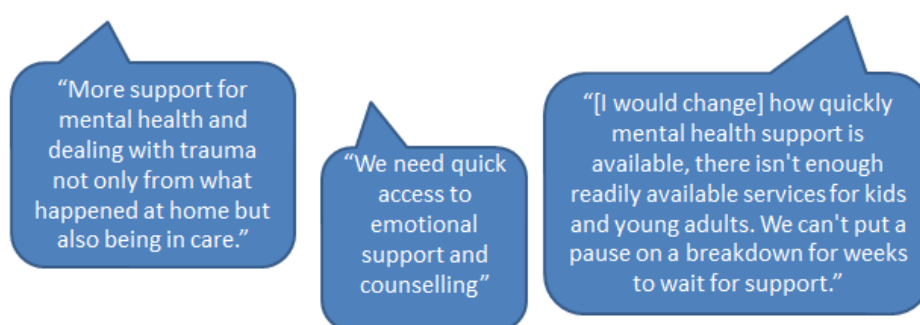 “More support for
mental health and
dealing with trauma
not only from what
happened at home but
also being in care.”
“We need quick
access to
emotional
support and
counselling”
“[I would change] how quickly
mental health support is
available, there isn't enough
readily available services for kids
and young adults. We can't put a
pause on a breakdown for weeks
to wait for support.”